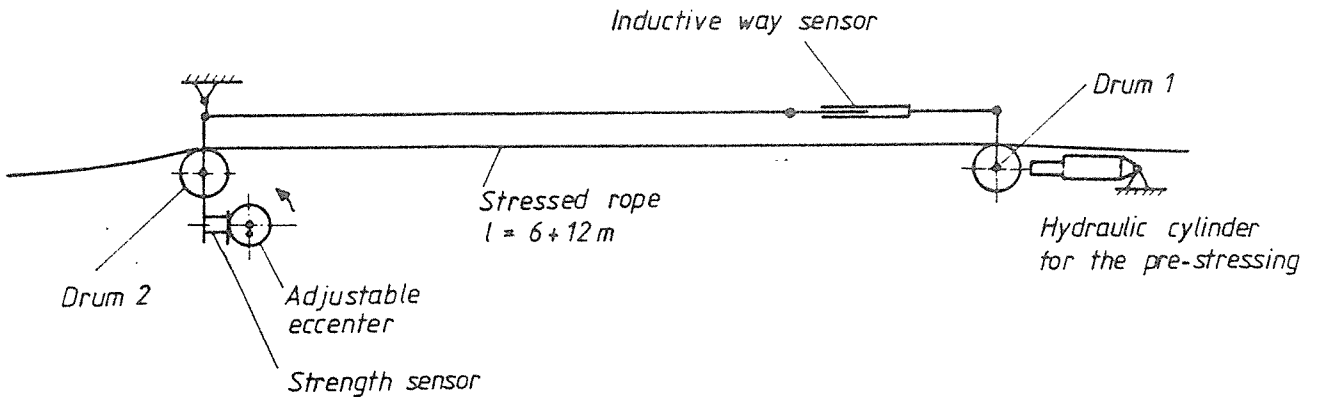 Inductive way sensor
Drum 1
Stressed rope
l = 6÷12 m
Hydraulic cylinder
for the pre-stressing
Drum 2
Adjustable
eccenter
Strength sensor